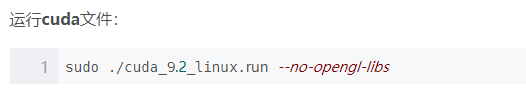 运行cuda文件：
1 sudo ./cuda_9.2_linux.run --no-opengl-libs